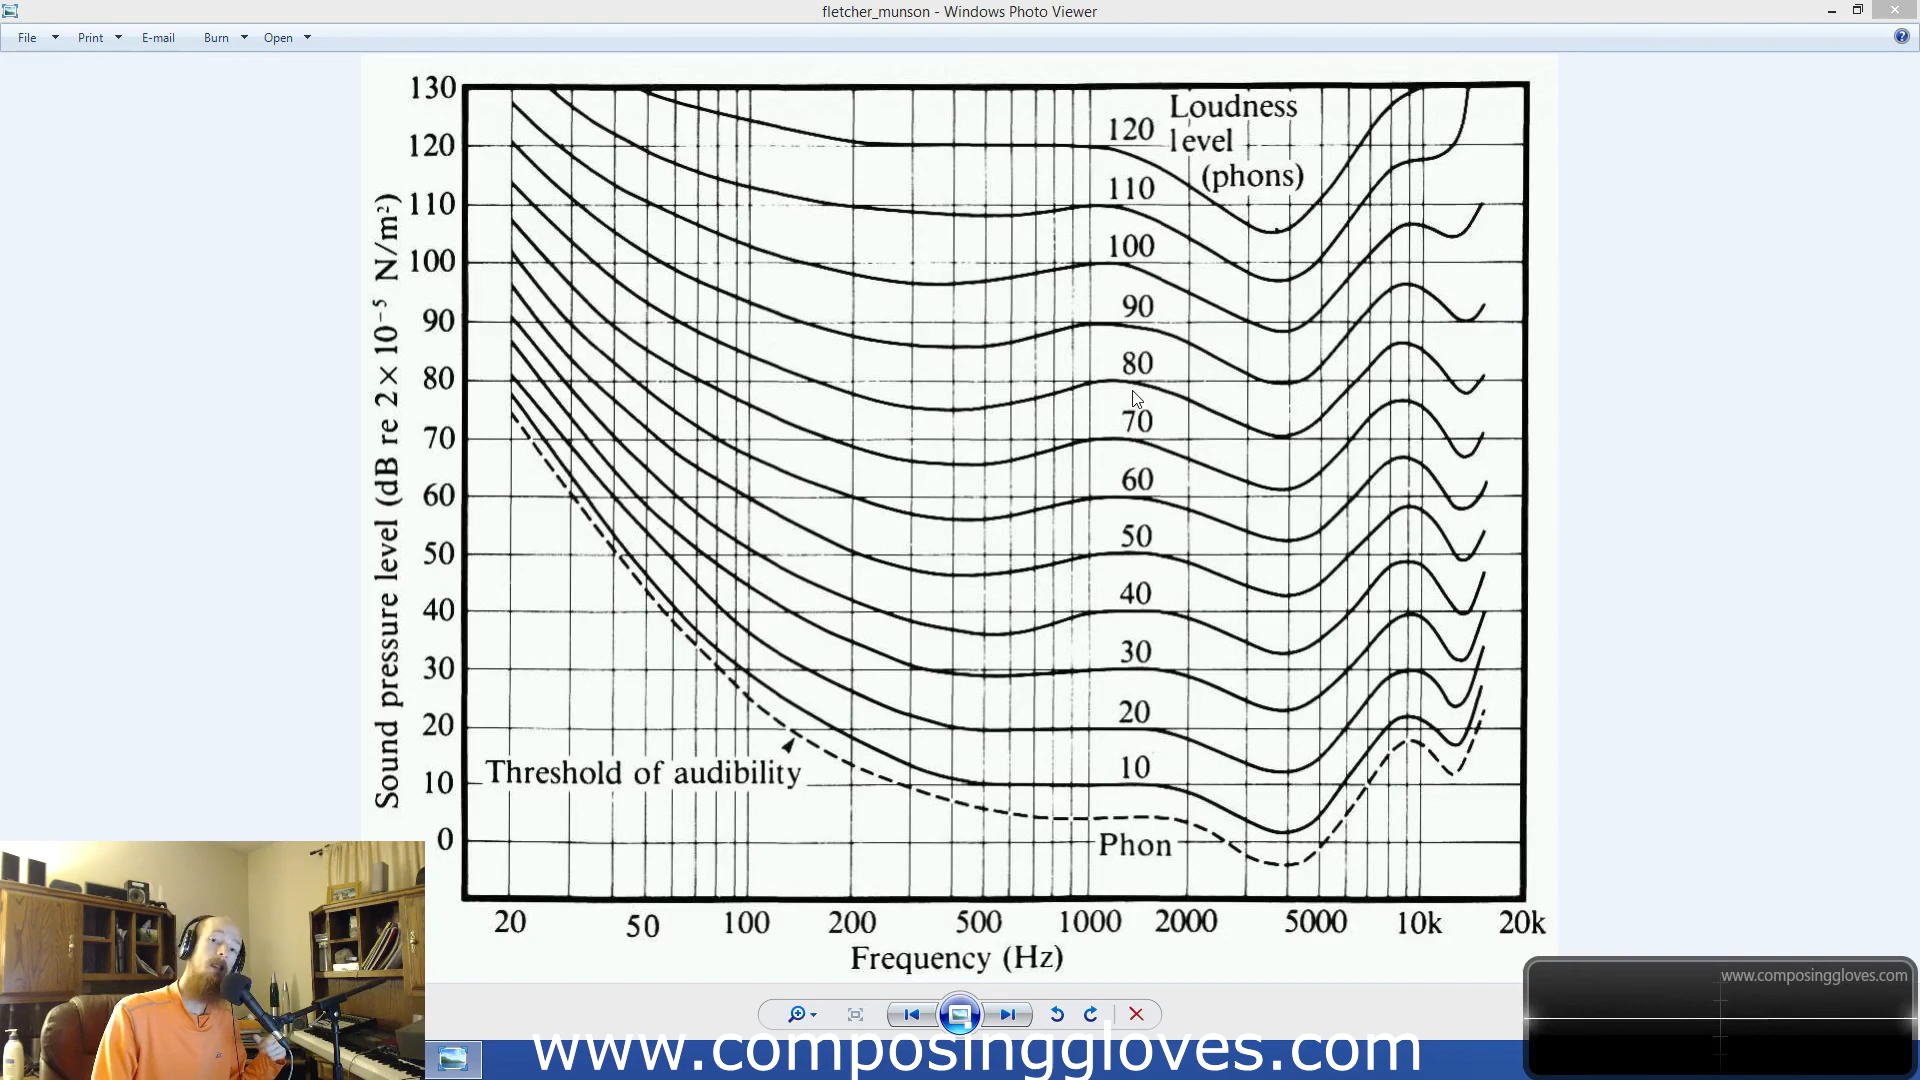 fletcher_munson - Windows Photo Viewer
File Print E-mail Burn Open
130
120
110
100
90
80
70
60
50
40
30
20
10
0
Sound pressure level (dB re 2 × 10⁻⁵ N/m²)
Loudness
level
(phons)
120
110
100
90
80
70
60
50
40
30
20
10
Phon
Threshold of audibility
20 50 100 200 500 1000 2000 5000 10k 20k
Frequency (Hz)
www.composinggloves.com
www.composinggloves.com